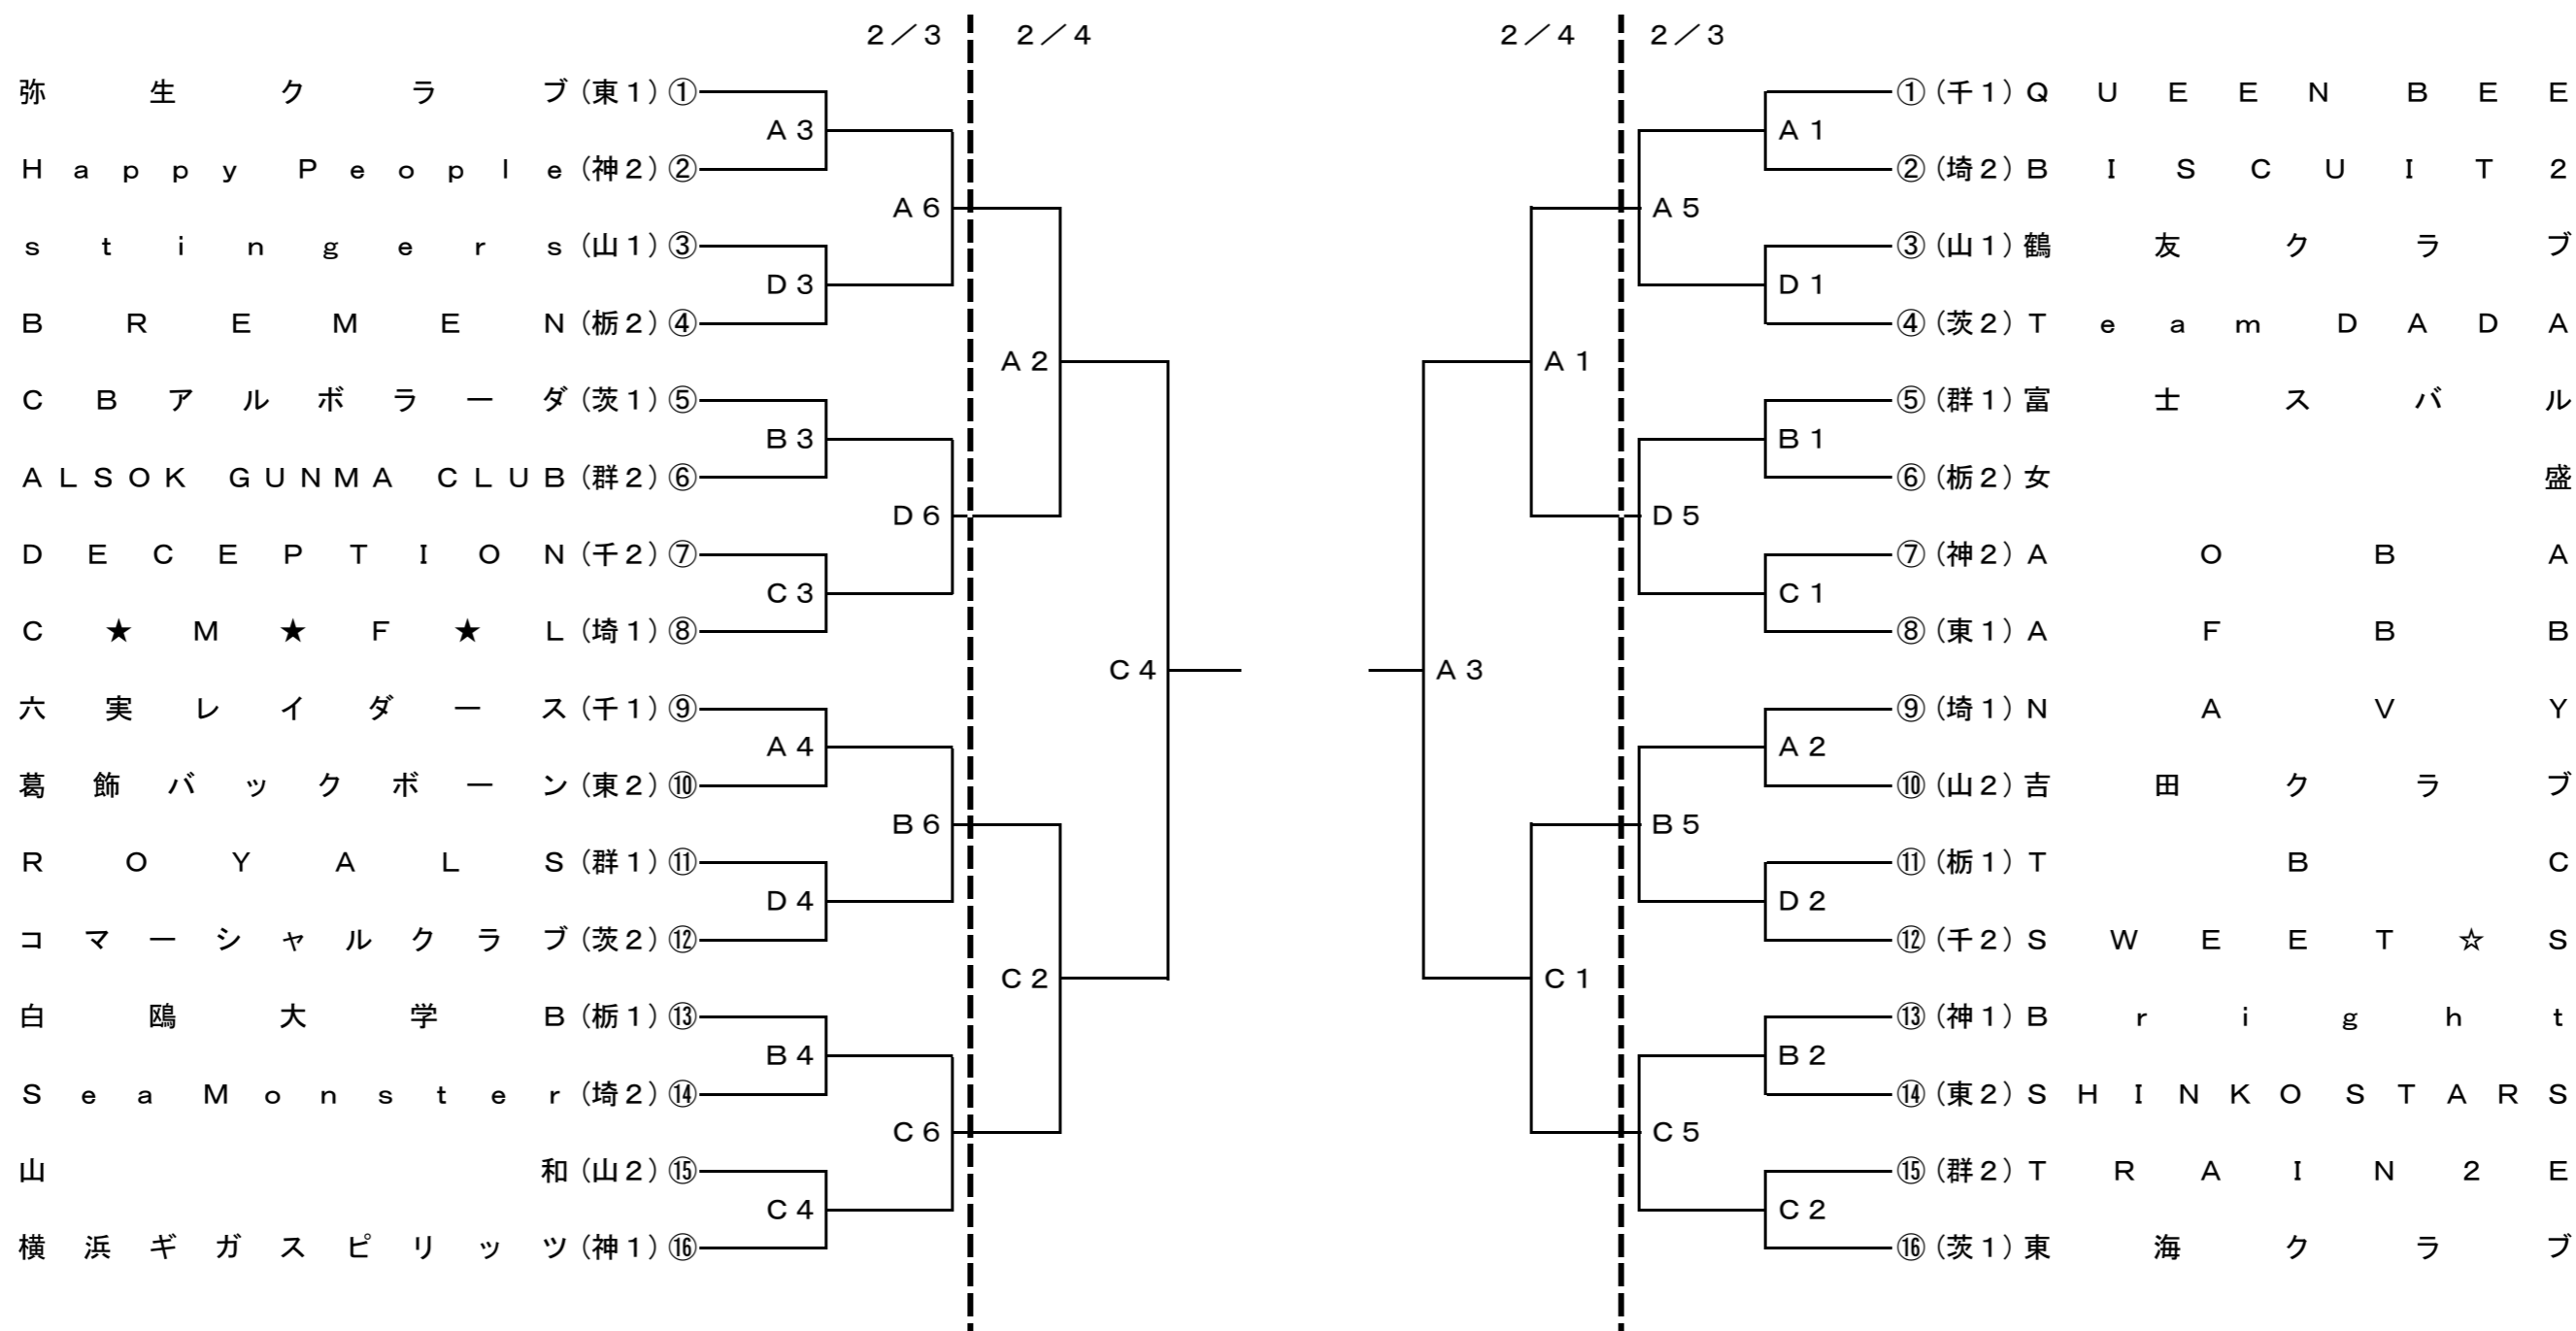 2／3 2／4 2／4 2／3
弥生クラブ(東1)① ①(千1)QUEEN BEE
A3 A1
Happy People(神2)② ②(埼2)BISCUIT2
A6 A5
stingers(山1)③ ③(山1)鶴友クラブ
D3 D1
BREMEN(栃2)④ ④(茨2)Team DADA
A2 A1
CBアルボラーダ(茨1)⑤ ⑤(群1)富士スバル
B3 B1
ALSOK GUNMA CLUB(群2)⑥ ⑥(栃2)女盛
D6 D5
DECEPTION(千2)⑦ ⑦(神2)AOBA
C3 C1
C★M★F★L(埼1)⑧ ⑧(東1)AFBB
C4 A3
六実レイダース(千1)⑨ ⑨(埼1)NAVY
A4 A2
葛飾バックボーン(東2)⑩ ⑩(山2)吉田クラブ
B6 B5
ROYALS(群1)⑪ ⑪(栃1)TBC
D4 D2
コマーシャルクラブ(茨2)⑫ ⑫(千2)SWEET☆S
C2 C1
白鴎大学B(栃1)⑬ ⑬(神1)Bright
B4 B2
SeaMonster(埼2)⑭ ⑭(東2)SHINKO STARS
C6 C5
山和(山2)⑮ ⑮(群2)TRAIN2E
C4 C2
横浜ギガスピリッツ(神1)⑯ ⑯(茨1)東海クラブ